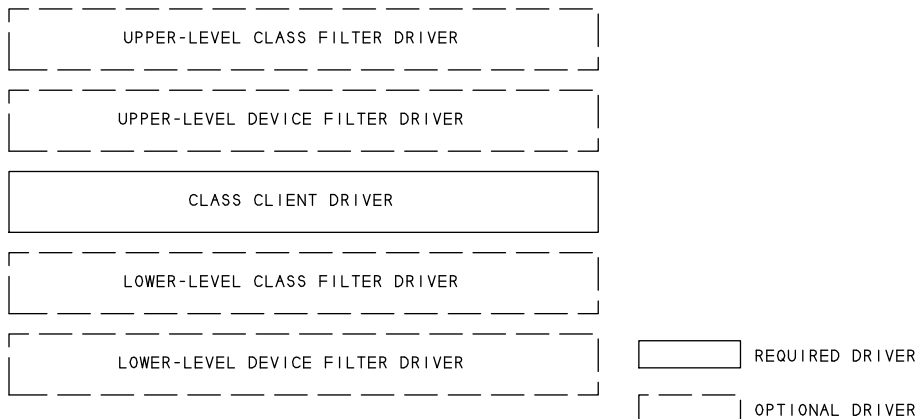 UPPER-LEVEL CLASS FILTER DRIVER
UPPER-LEVEL DEVICE FILTER DRIVER
CLASS CLIENT DRIVER
LOWER-LEVEL CLASS FILTER DRIVER
LOWER-LEVEL DEVICE FILTER DRIVER
REQUIRED DRIVER
OPTIONAL DRIVER